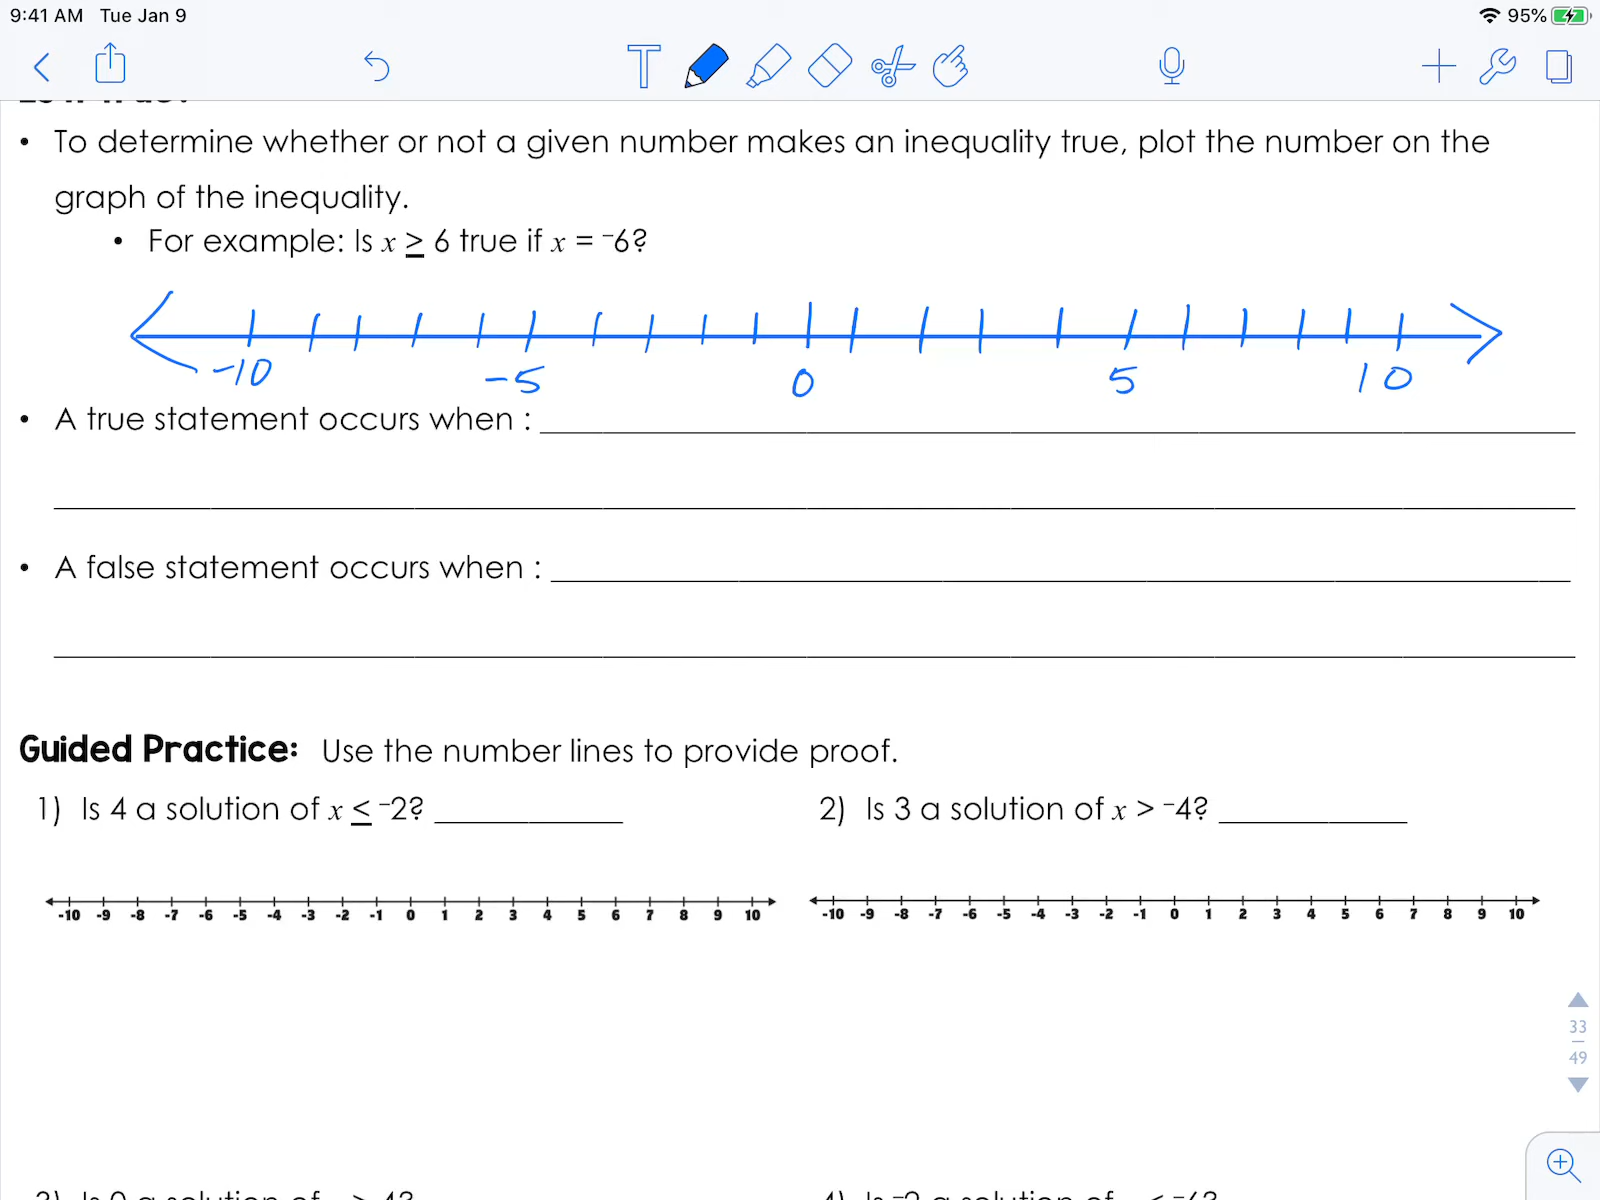 9:41 AM Tue Jan 9 95%
• To determine whether or not a given number makes an inequality true, plot the number on the
graph of the inequality.
• For example: Is x ≥ 6 true if x = ⁻6?
-10 -5 0 5 10
• A true statement occurs when :
• A false statement occurs when :
Guided Practice: Use the number lines to provide proof.
1) Is 4 a solution of x ≤ ⁻2? 2) Is 3 a solution of x > ⁻4?
-10 -9 -8 -7 -6 -5 -4 -3 -2 -1 0 1 2 3 4 5 6 7 8 9 10 -10 -9 -8 -7 -6 -5 -4 -3 -2 -1 0 1 2 3 4 5 6 7 8 9 10
33
49